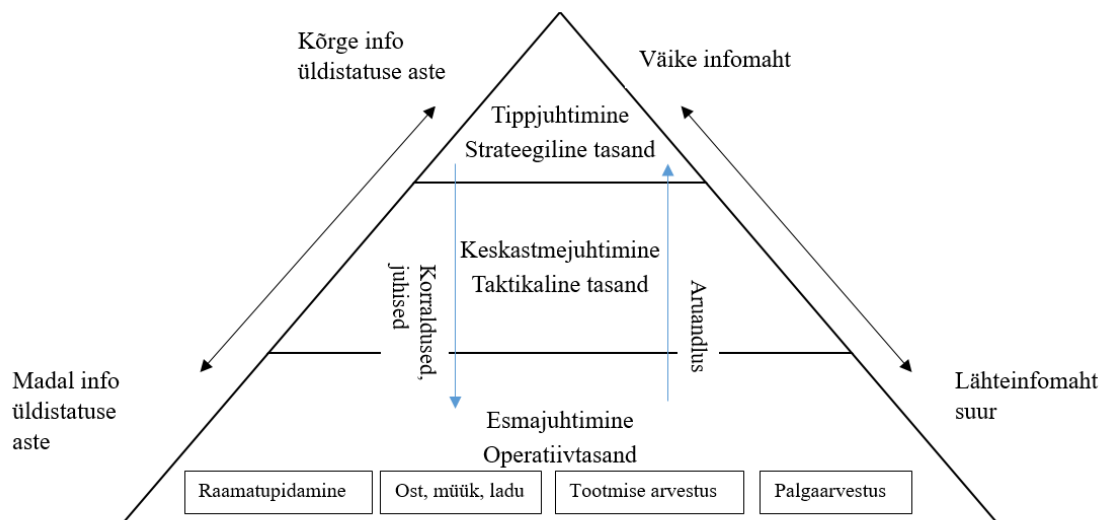 Kõrge info
üldistatuse aste
Väike infomaht
Tippjuhtimine
Strateegiline tasand
Keskastmejuhtimine
Taktikaline tasand
Korraldused,
juhised
Aruandlus
Madal info
üldistatuse
aste
Lähteinfomaht
suur
Esmajuhtimine
Operatiivtasand
Raamatupidamine
Ost, müük, ladu
Tootmise arvestus
Palgaarvestus